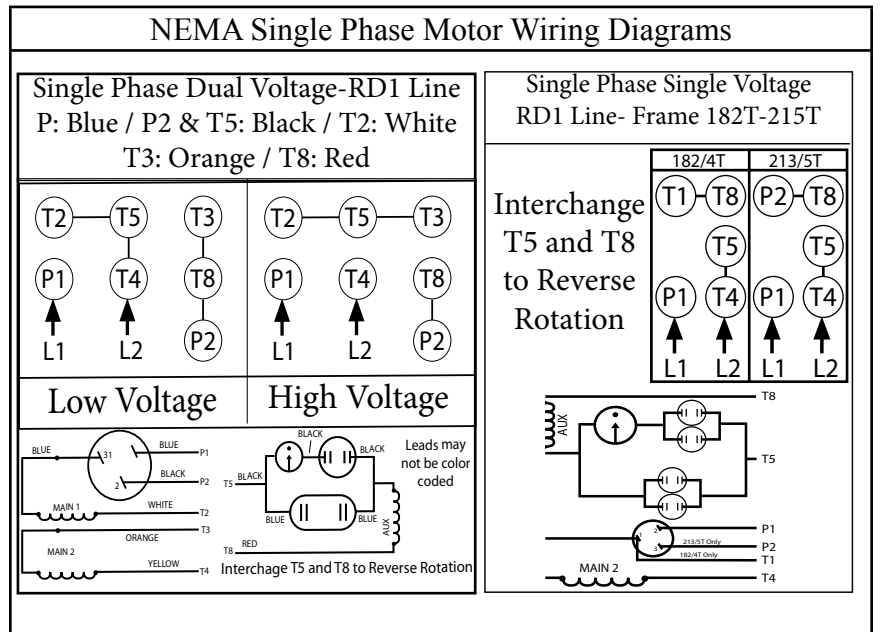 NEMA Single Phase Motor Wiring Diagrams
Single Phase Dual Voltage-RD1 Line
P: Blue / P2 & T5: Black / T2: White
T3: Orange / T8: Red
T2 T5 T3
P1 T4 T8
P2
L1 L2
T2 T5 T3
P1 T4 T8
P2
L1 L2
Low Voltage
High Voltage
BLUE 31 BLUE P1
2 BLACK P2
MAIN 1 WHITE T2
ORANGE T3
MAIN 2
YELLOW T4
BLACK
BLACK
T5 BLACK
BLUE BLUE
AUX
T8 RED
Leads may
not be color
coded
Interchage T5 and T8 to Reverse Rotation
Single Phase Single Voltage
RD1 Line- Frame 182T-215T
Interchange
T5 and T8
to Reverse
Rotation
182/4T 213/5T
T1 T8 P2 T8
T5 T5
P1 T4 P1 T4
L1 L2 L1 L2
T8
AUX
T5
1 2 P1
3 213/5T Only P2
182/4T Only T1
MAIN 2 T4